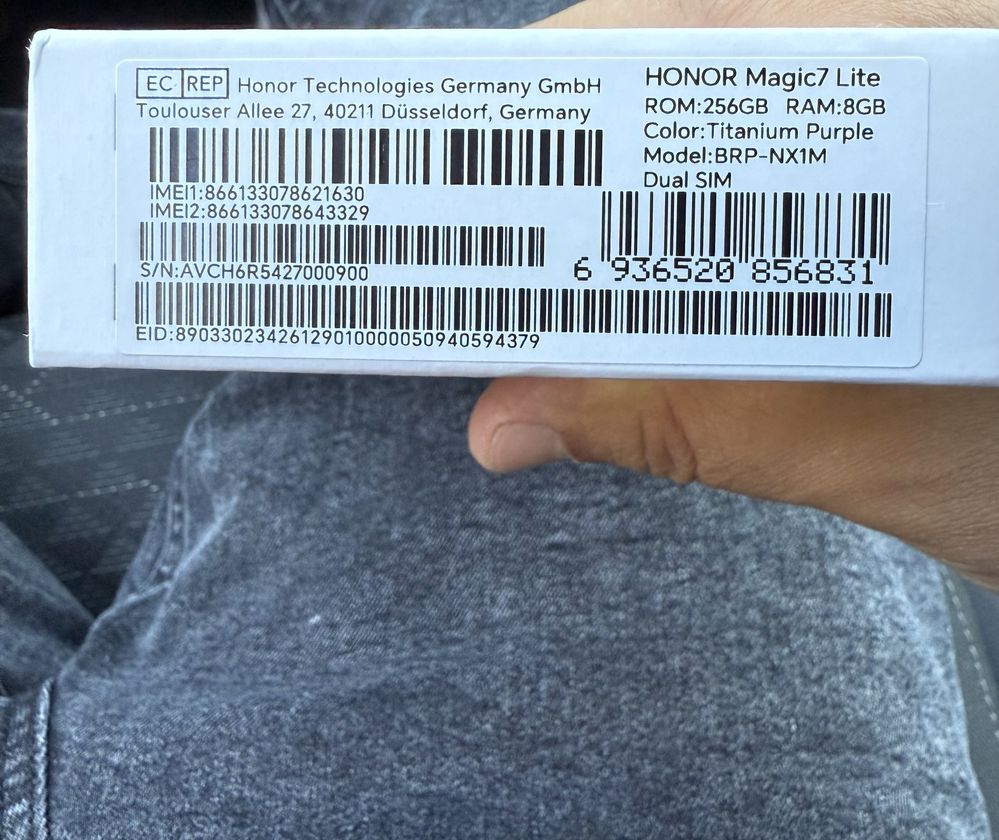 EC REP Honor Technologies Germany GmbH
Toulouser Allee 27, 40211 Düsseldorf, Germany
IMEI1:866133078621630
IMEI2:866133078643329
S/N:AVCH6R5427000900
EID:89033023426129010000050940594379
HONOR Magic7 Lite
ROM:256GB RAM:8GB
Color:Titanium Purple
Model:BRP-NX1M
Dual SIM
6 936520 856831